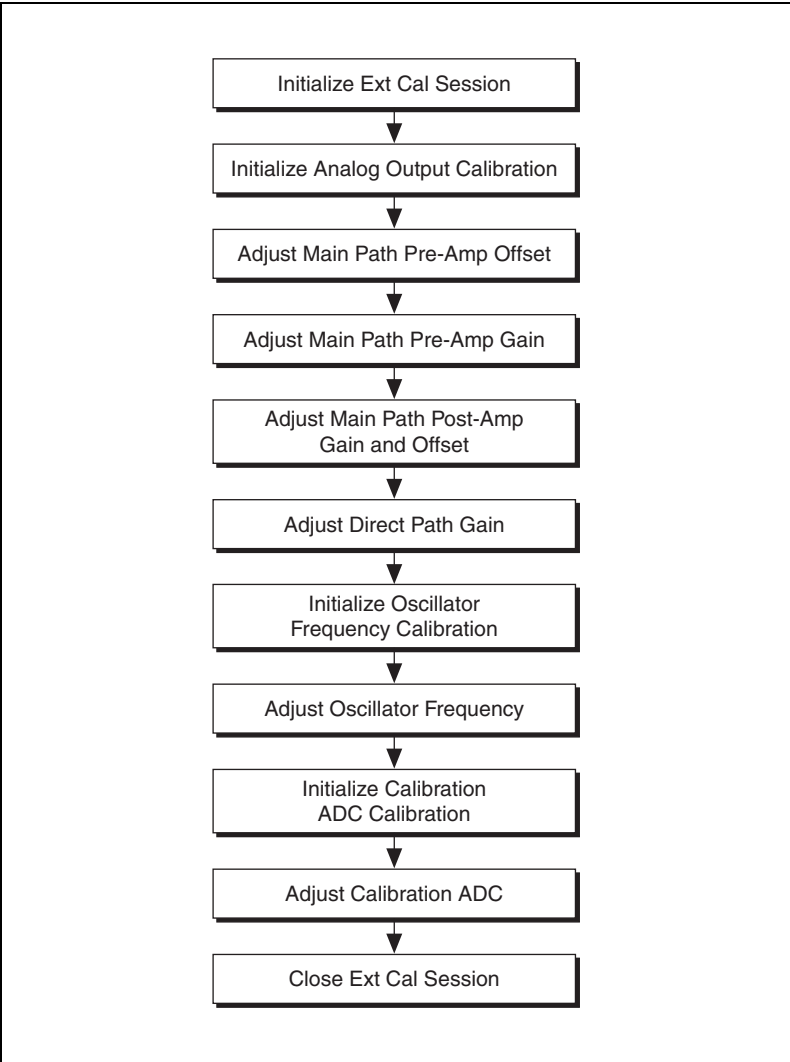 Initialize Ext Cal Session
Initialize Analog Output Calibration
Adjust Main Path Pre-Amp Offset
Adjust Main Path Pre-Amp Gain
Adjust Main Path Post-Amp
Gain and Offset
Adjust Direct Path Gain
Initialize Oscillator
Frequency Calibration
Adjust Oscillator Frequency
Initialize Calibration
ADC Calibration
Adjust Calibration ADC
Close Ext Cal Session